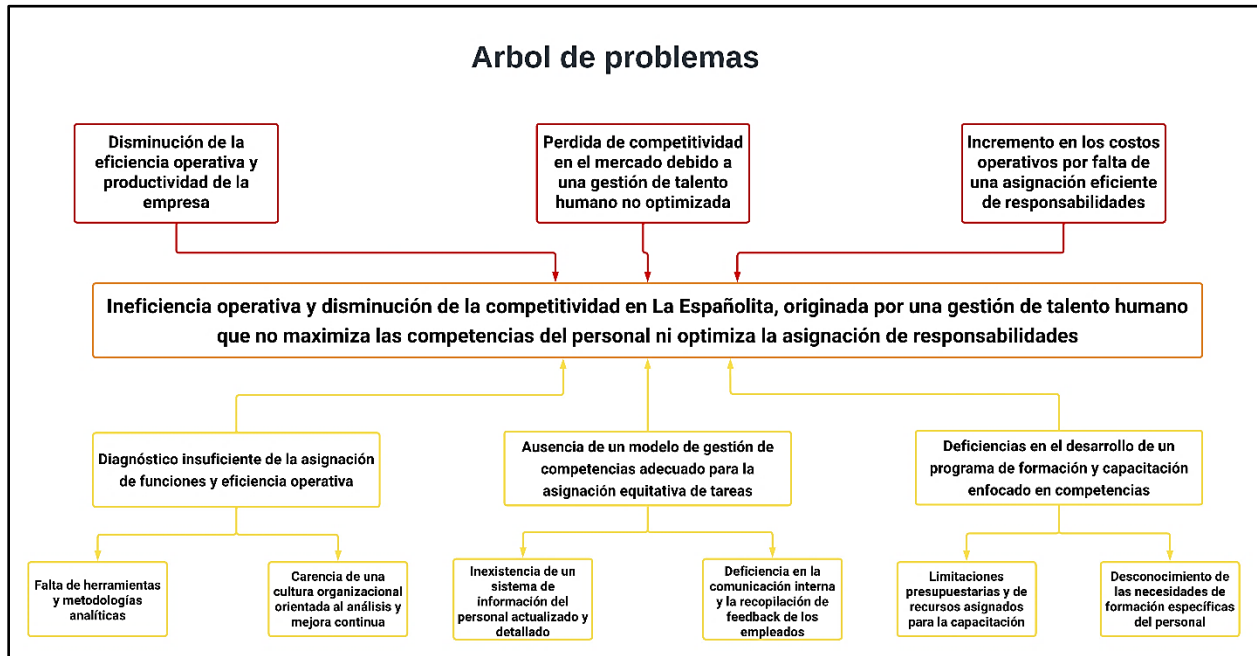 Arbol de problemas
Disminución de la
eficiencia operativa y
productividad de la
empresa
Perdida de competitividad
en el mercado debido a
una gestión de talento
humano no optimizada
Incremento en los costos
operativos por falta de
una asignación eficiente
de responsabilidades
Ineficiencia operativa y disminución de la competitividad en La Españolita, originada por una gestión de talento humano
que no maximiza las competencias del personal ni optimiza la asignación de responsabilidades
Diagnóstico insuficiente de la asignación
de funciones y eficiencia operativa
Ausencia de un modelo de gestión de
competencias adecuado para la
asignación equitativa de tareas
Deficiencias en el desarrollo de un
programa de formación y capacitación
enfocado en competencias
Falta de herramientas
y metodologías
analíticas
Carencia de una
cultura organizacional
orientada al análisis y
mejora continua
Inexistencia de un
sistema de
información del
personal actualizado y
detallado
Deficiencia en la
comunicación interna
y la recopilación de
feedback de los
empleados
Limitaciones
presupuestarias y de
recursos asignados
para la capacitación
Desconocimiento de
las necesidades de
formación específicas
del personal